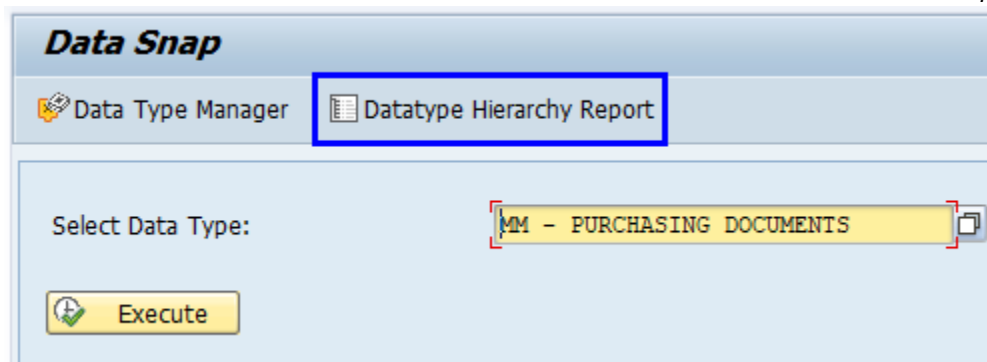 Data Snap
Data Type Manager Datatype Hierarchy Report
Select Data Type: MM - PURCHASING DOCUMENTS
Execute